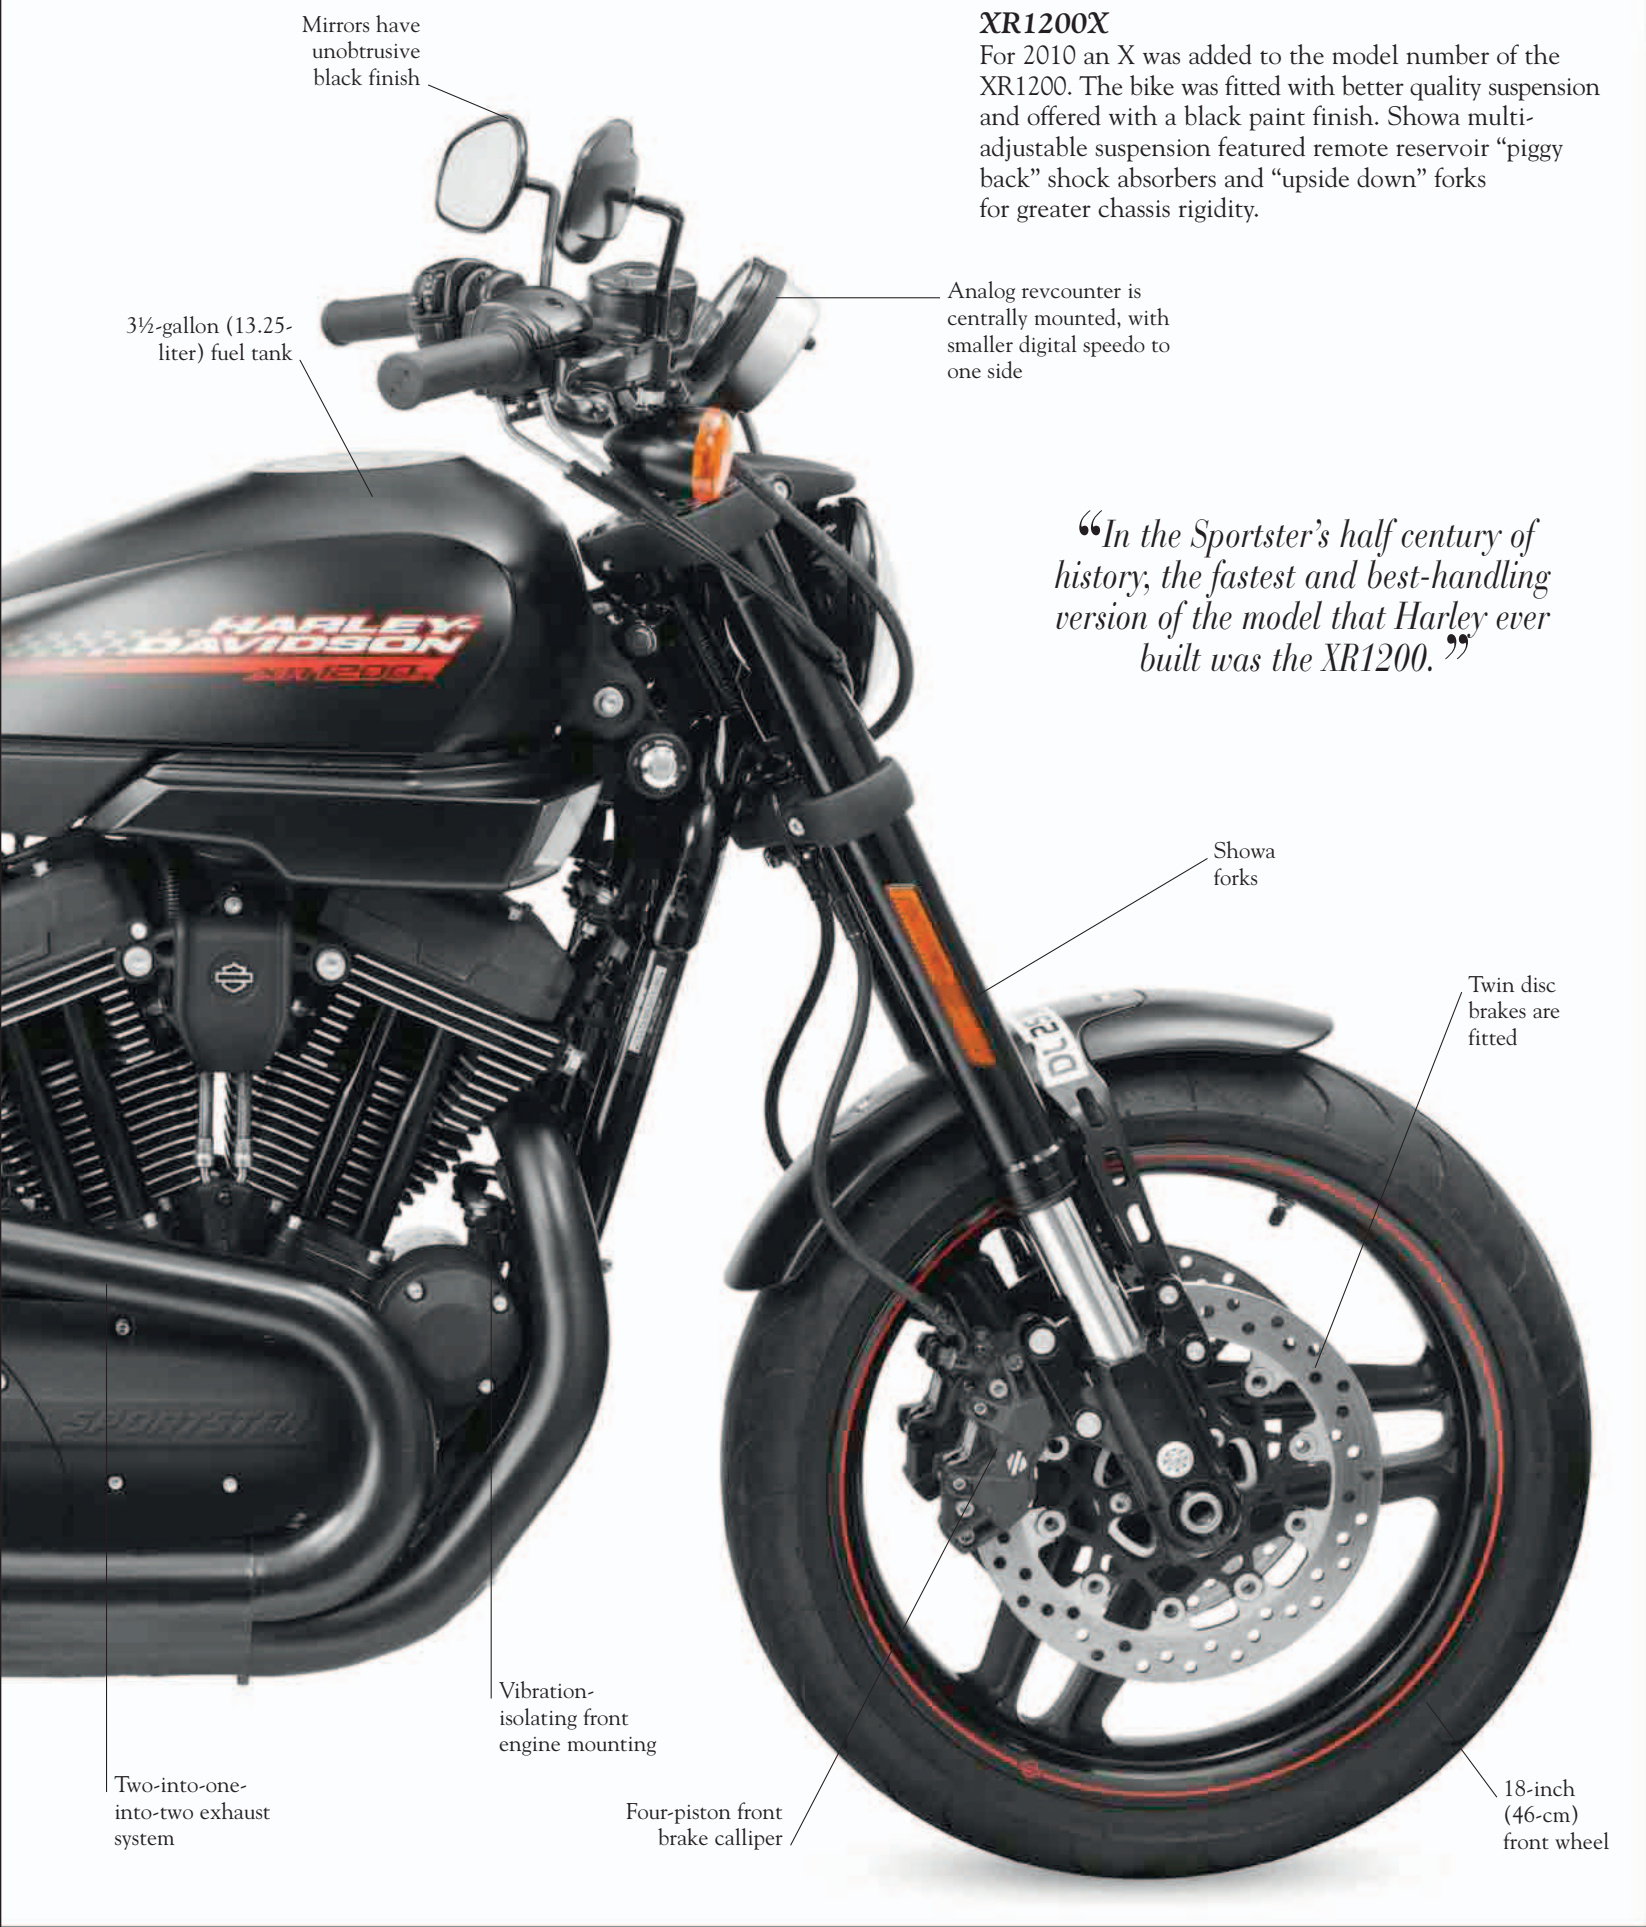 Mirrors have
unobtrusive
black finish
XR1200X
For 2010 an X was added to the model number of the
XR1200. The bike was fitted with better quality suspension
and offered with a black paint finish. Showa multi-
adjustable suspension featured remote reservoir “piggy
back” shock absorbers and “upside down” forks
for greater chassis rigidity.
Analog revcounter is
centrally mounted, with
smaller digital speedo to
one side
3½-gallon (13.25-
liter) fuel tank
“In the Sportster’s half century of
history, the fastest and best-handling
version of the model that Harley ever
built was the XR1200.”
HARLEY-
DAVIDSON
XR1200X
Showa
forks
Twin disc
brakes are
fitted
SPORTSTER
Vibration-
isolating front
engine mounting
Two-into-one-
into-two exhaust
system
Four-piston front
brake calliper
18-inch
(46-cm)
front wheel